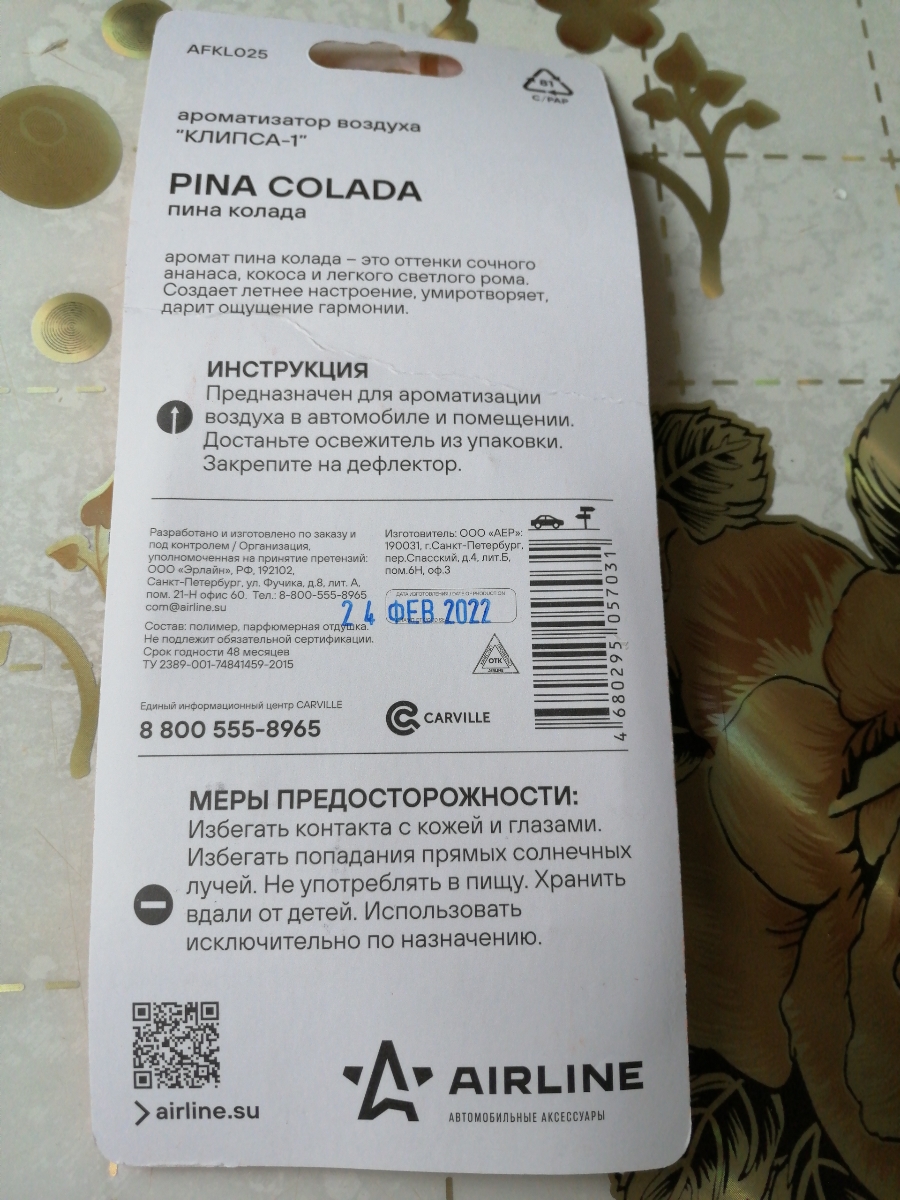 AFKL025
81
C/PAP
ароматизатор воздуха
"КЛИПСА-1"
PINA COLADA
пина колада
аромат пина колада – это оттенки сочного
ананаса, кокоса и легкого светлого рома.
Создает летнее настроение, умиротворяет,
дарит ощущение гармонии.
ИНСТРУКЦИЯ
Предназначен для ароматизации
воздуха в автомобиле и помещении.
Достаньте освежитель из упаковки.
Закрепите на дефлектор.
Разработано и изготовлено по заказу и
под контролем / Организация,
уполномоченная на принятие претензий:
ООО «Эрлайн», РФ, 192102,
Санкт-Петербург, ул. Фучика, д.8, лит. А,
пом. 21-Н офис 60. Тел.: 8-800-555-8965
com@airline.su
Состав: полимер, парфюмерная отдушка.
Не подлежит обязательной сертификации.
Срок годности 48 месяцев
ТУ 2389-001-74841459-2015
Изготовитель: ООО «АЕР»:
190031, г.Санкт-Петербург,
пер.Спасский, д.4, лит.Б,
пом.6Н, оф.3
ДАТА ИЗГОТОВЛЕНИЯ
24 ФЕВ 2022
ОТК
4 680295 057031
Единый информационный центр CARVILLE
8 800 555-8965
CARVILLE
МЕРЫ ПРЕДОСТОРОЖНОСТИ:
Избегать контакта с кожей и глазами.
Избегать попадания прямых солнечных
лучей. Не употреблять в пищу. Хранить
вдали от детей. Использовать
исключительно по назначению.
airline.su
AIRLINE
АВТОМОБИЛЬНЫЕ АКСЕССУАРЫ